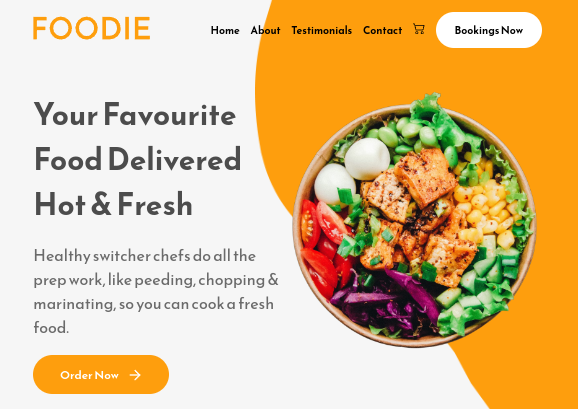 FOODIE
Home About Testimonials Contact Bookings Now
Your Favourite
Food Delivered
Hot & Fresh
Healthy switcher chefs do all the
prep work, like peeding, chopping &
marinating, so you can cook a fresh
food.
Order Now